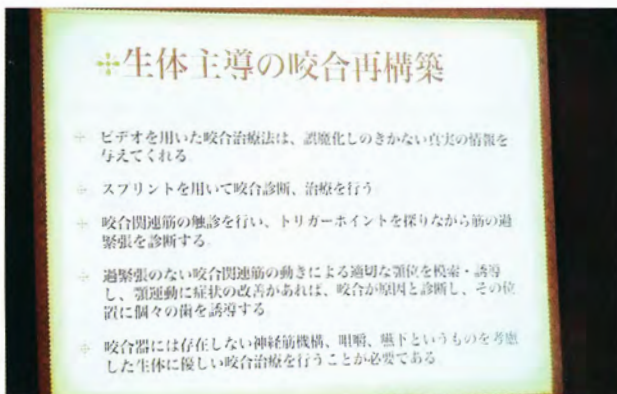 生体主導の咬合再構築
ビデオを用いた咬合治療法は、誤魔化しのきかない真実の情報を
与えてくれる
スプリントを用いて咬合診断、治療を行う
咬合関連筋の触診を行い、トリガーポイントを探りながら筋の過
緊張を診断する
過緊張のない咬合関連筋の動きによる適切な顎位を模索・誘導
し、顎運動に症状の改善があれば、咬合が原因と診断し、その位
置に個々の歯を誘導する
咬合器には存在しない神経筋機構、咀嚼、嚥下というものを考慮
した生体に優しい咬合治療を行うことが必要である